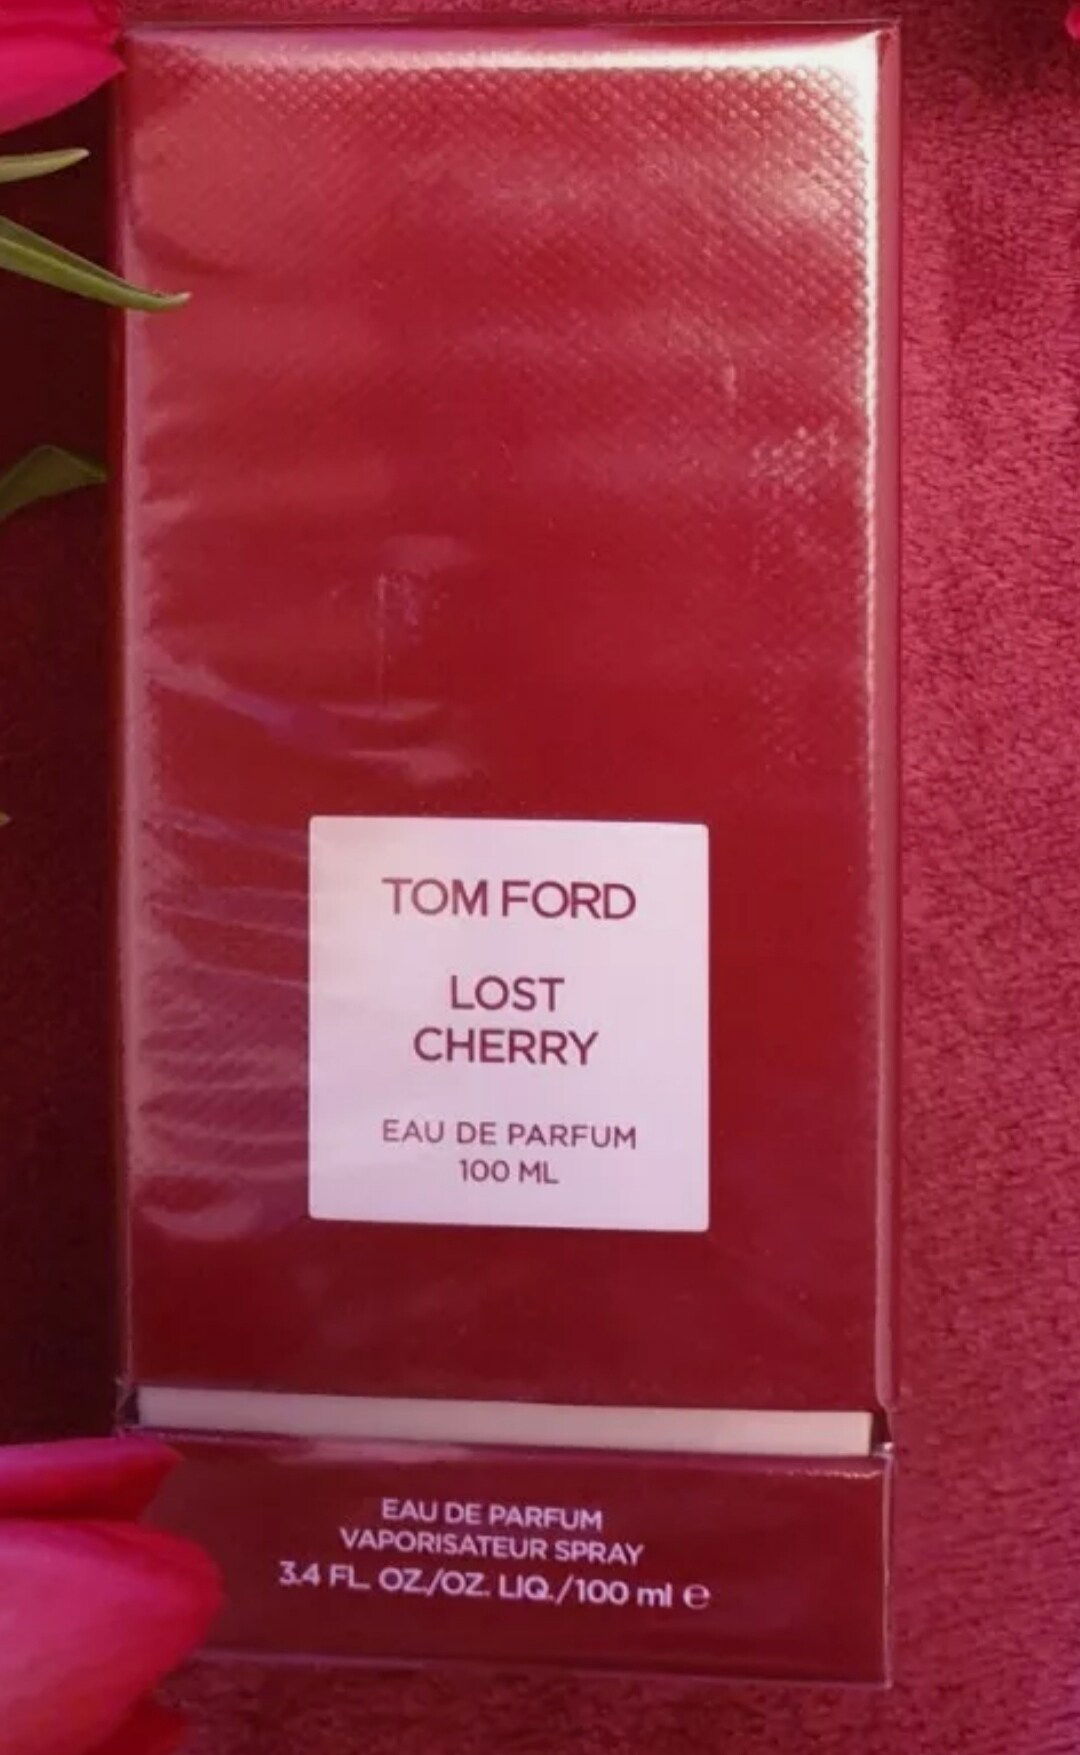 TOM FORD
LOST
CHERRY
EAU DE PARFUM
100 ML
EAU DE PARFUM
VAPORISATEUR SPRAY
3.4 FL. OZ./OZ. LIQ./100 ml ℮